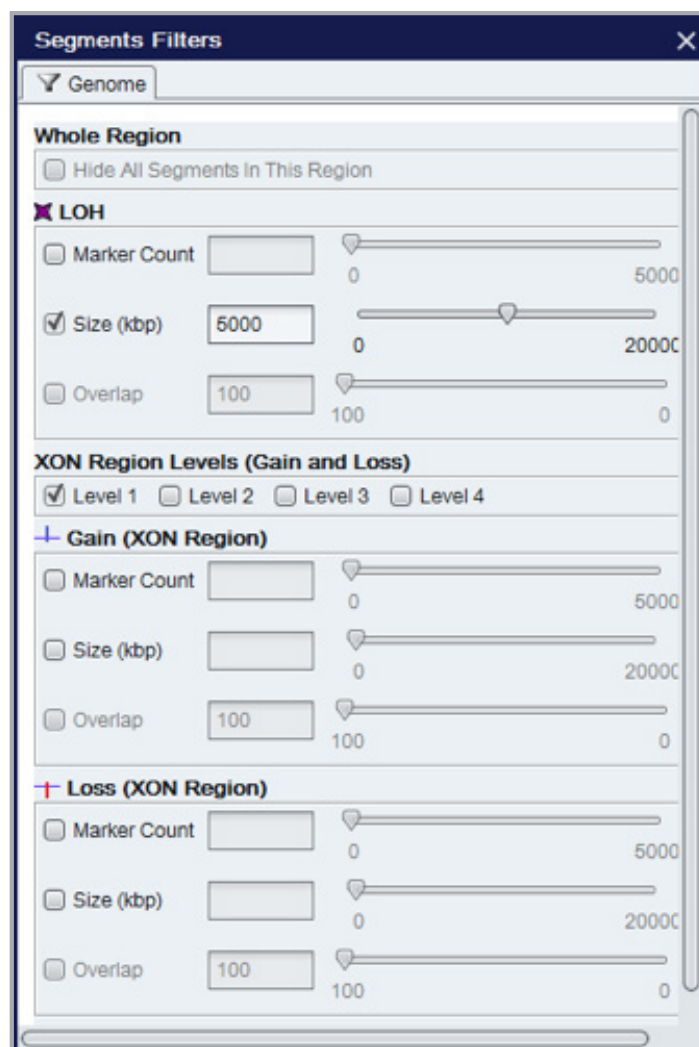 Segments Filters
Genome
Whole Region
Hide All Segments In This Region
LOH
Marker Count
0 5000
Size (kbp) 5000
0 20000
Overlap 100
100 0
XON Region Levels (Gain and Loss)
Level 1 Level 2 Level 3 Level 4
Gain (XON Region)
Marker Count
0 5000
Size (kbp)
0 20000
Overlap 100
100 0
Loss (XON Region)
Marker Count
0 5000
Size (kbp)
0 20000
Overlap 100
100 0